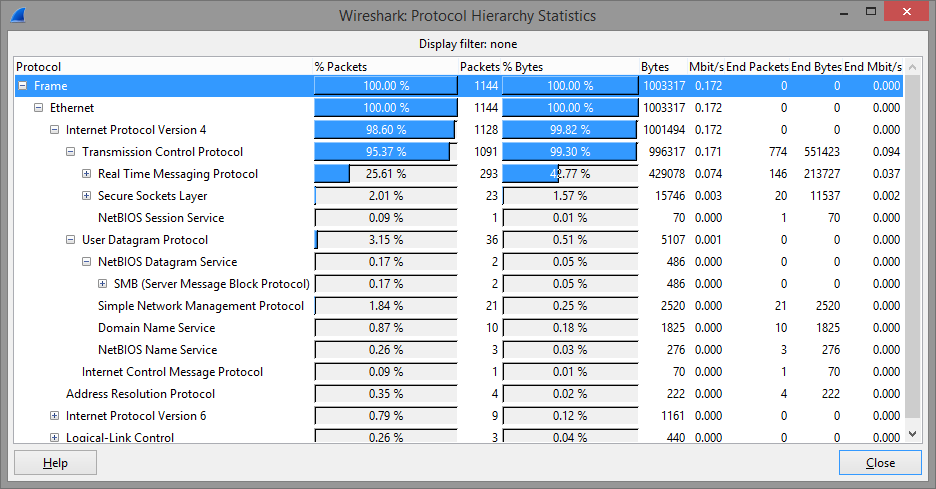 Wireshark: Protocol Hierarchy Statistics
Display filter: none
Protocol % Packets Packets % Bytes Bytes Mbit/s End Packets End Bytes End Mbit/s
Frame 100.00 % 1144 100.00 % 1003317 0.172 0 0 0.000
Ethernet 100.00 % 1144 100.00 % 1003317 0.172 0 0 0.000
Internet Protocol Version 4 98.60 % 1128 99.82 % 1001494 0.172 0 0 0.000
Transmission Control Protocol 95.37 % 1091 99.30 % 996317 0.171 774 551423 0.094
Real Time Messaging Protocol 25.61 % 293 42.77 % 429078 0.074 146 213727 0.037
Secure Sockets Layer 2.01 % 23 1.57 % 15746 0.003 20 11537 0.002
NetBIOS Session Service 0.09 % 1 0.01 % 70 0.000 1 70 0.000
User Datagram Protocol 3.15 % 36 0.51 % 5107 0.001 0 0 0.000
NetBIOS Datagram Service 0.17 % 2 0.05 % 486 0.000 0 0 0.000
SMB (Server Message Block Protocol) 0.17 % 2 0.05 % 486 0.000 0 0 0.000
Simple Network Management Protocol 1.84 % 21 0.25 % 2520 0.000 21 2520 0.000
Domain Name Service 0.87 % 10 0.18 % 1825 0.000 10 1825 0.000
NetBIOS Name Service 0.26 % 3 0.03 % 276 0.000 3 276 0.000
Internet Control Message Protocol 0.09 % 1 0.01 % 70 0.000 1 70 0.000
Address Resolution Protocol 0.35 % 4 0.02 % 222 0.000 4 222 0.000
Internet Protocol Version 6 0.79 % 9 0.12 % 1161 0.000 0 0 0.000
Logical-Link Control 0.26 % 3 0.04 % 440 0.000 0 0 0.000
Help Close